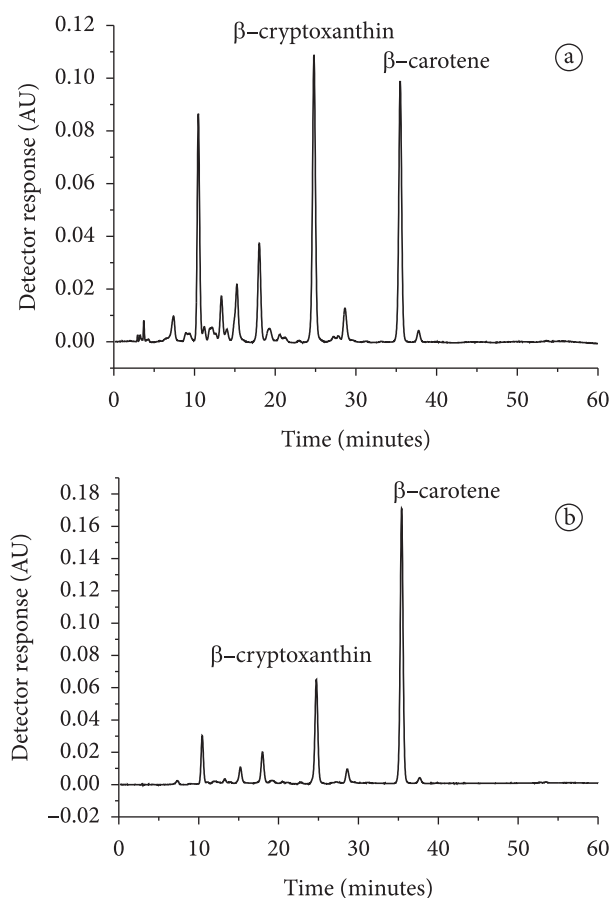 0.12
β–cryptoxanthin
β–carotene
a
0.10
0.08
0.06
0.04
0.02
0.00
Detector response (AU)
0 10 20 30 40 50 60
Time (minutes)
0.18
β–carotene
b
0.16
0.14
0.12
0.10
0.08
β–cryptoxanthin
0.06
0.04
0.02
0.00
−0.02
Detector response (AU)
0 10 20 30 40 50 60
Time (minutes)